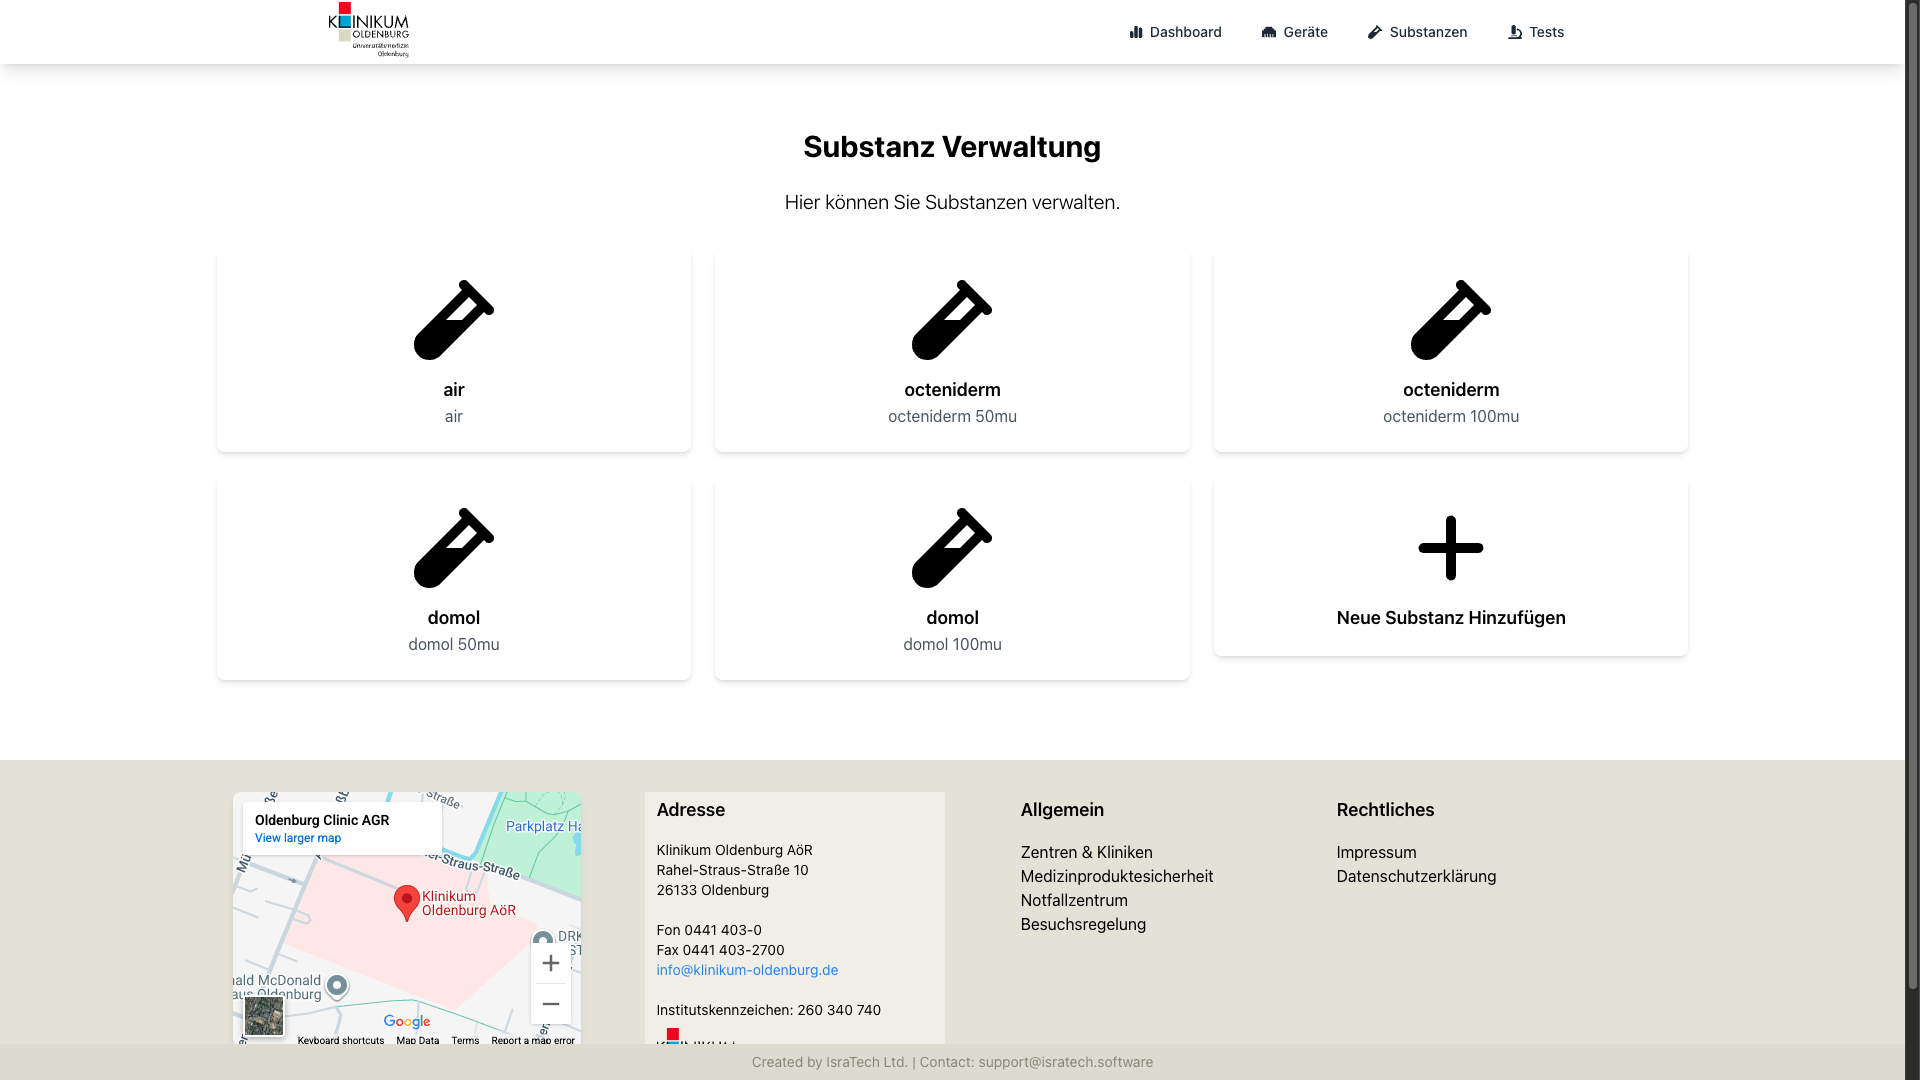 KLINIKUM
OLDENBURG
Universitätsmedizin
Oldenburg
Dashboard
Geräte
Substanzen
Tests
Substanz Verwaltung
Hier können Sie Substanzen verwalten.
air
air
octeniderm
octeniderm 50mu
octeniderm
octeniderm 100mu
domol
domol 50mu
domol
domol 100mu
Neue Substanz Hinzufügen
Oldenburg Clinic AGR
View larger map
Straße
Parkplatz Ha
el-Straus-Straße
Klinikum
Oldenburg AöR
DRK
nald McDonald
aus Oldenburg
Google
Keyboard shortcuts
Map Data
Terms
Report a map error
Adresse
Klinikum Oldenburg AöR
Rahel-Straus-Straße 10
26133 Oldenburg
Fon 0441 403-0
Fax 0441 403-2700
info@klinikum-oldenburg.de
Institutskennzeichen: 260 340 740
Allgemein
Zentren & Kliniken
Medizinproduktesicherheit
Notfallzentrum
Besuchsregelung
Rechtliches
Impressum
Datenschutzerklärung
Created by IsraTech Ltd. | Contact: support@isratech.software